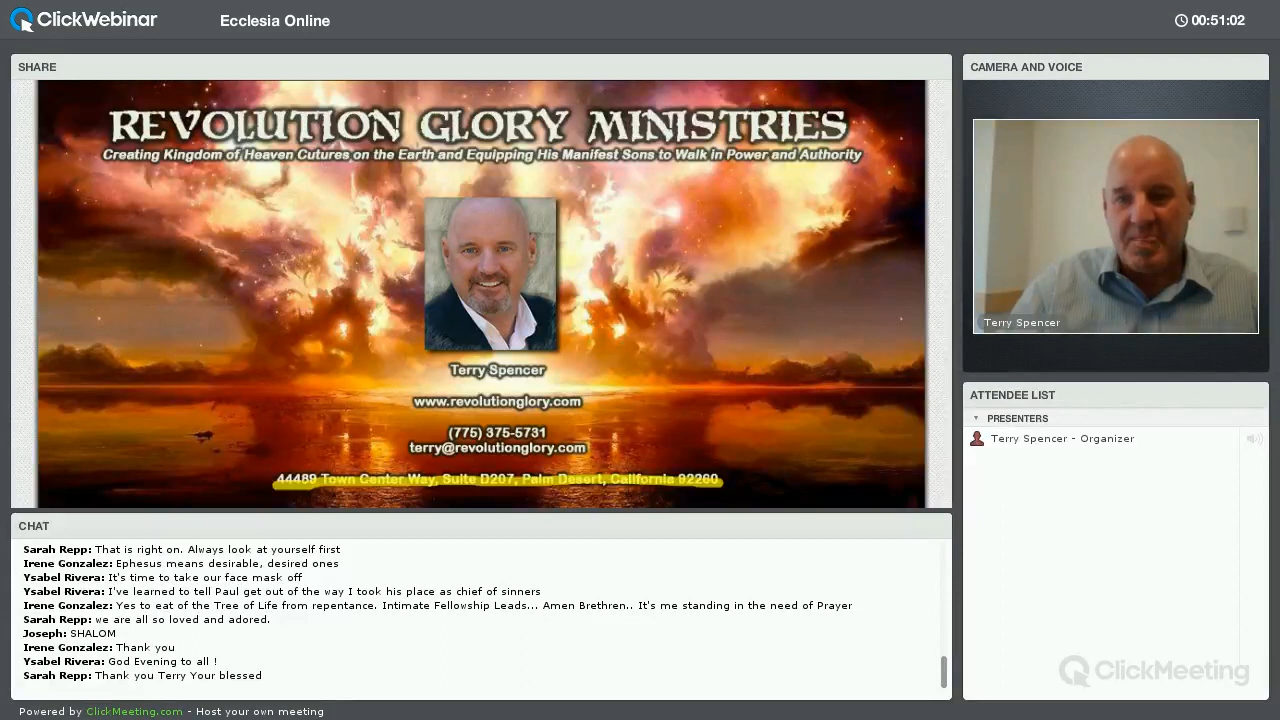 ClickWebinar
Ecclesia Online
00:51:02
SHARE
REVOLUTION GLORY MINISTRIES
Creating Kingdom of Heaven Cutures on the Earth and Equipping His Manifest Sons to Walk in Power and Authority
Terry Spencer
www.revolutionglory.com
(775) 375-5731
terry@revolutionglory.com
44489 Town Center Way, Suite D207, Palm Desert, California 92260
CAMERA AND VOICE
Terry Spencer
ATTENDEE LIST
PRESENTERS
Terry Spencer - Organizer
CHAT
Sarah Repp: That is right on. Always look at yourself first
Irene Gonzalez: Ephesus means desirable, desired ones
Ysabel Rivera: It's time to take our face mask off
Ysabel Rivera: I've learned to tell Paul get out of the way I took his place as chief of sinners
Irene Gonzalez: Yes to eat of the Tree of Life from repentance. Intimate Fellowship Leads... Amen Brethren.. It's me standing in the need of Prayer
Sarah Repp: we are all so loved and adored.
Joseph: SHALOM
Irene Gonzalez: Thank you
Ysabel Rivera: God Evening to all !
Sarah Repp: Thank you Terry Your blessed
ClickMeeting
Powered by ClickMeeting.com - Host your own meeting